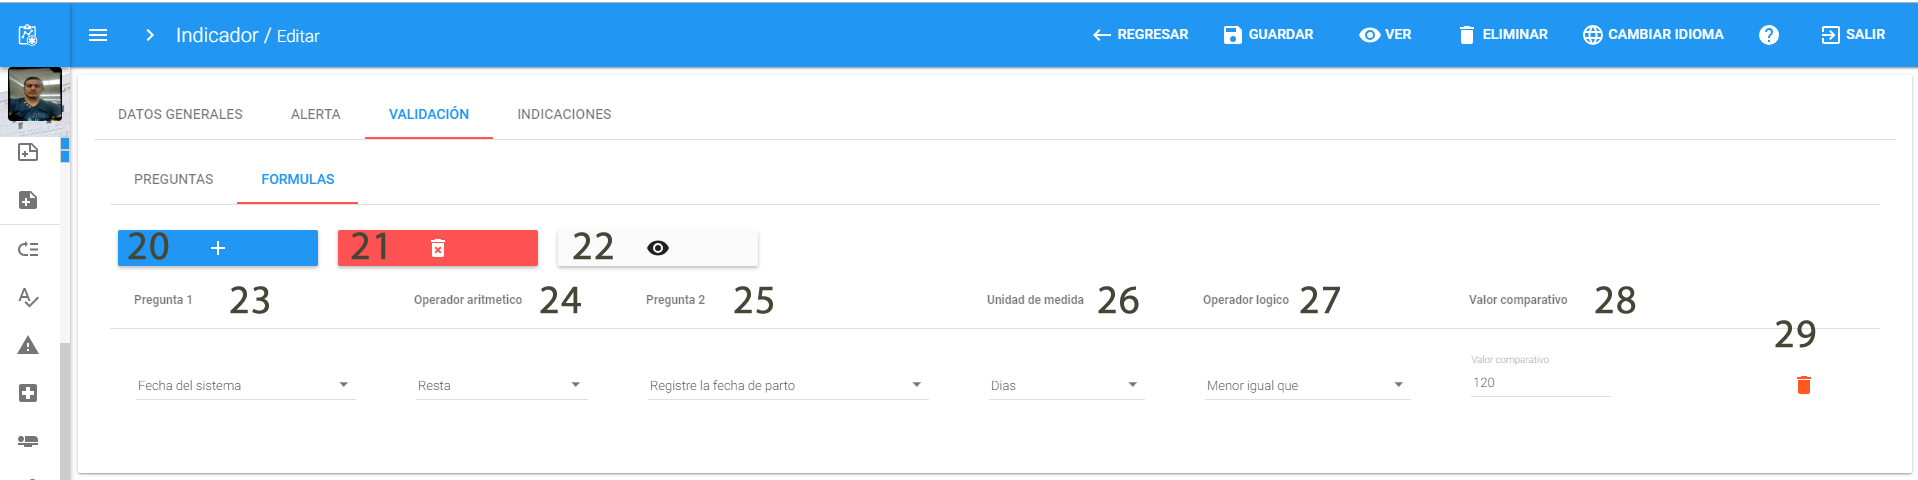 Indicador / Editar REGRESAR GUARDAR VER ELIMINAR CAMBIAR IDIOMA ? SALIR
DATOS GENERALES ALERTA VALIDACIÓN INDICACIONES
PREGUNTAS FORMULAS
20 21 22
Pregunta 1 23 Operador aritmetico 24 Pregunta 2 25 Unidad de medida 26 Operador logico 27 Valor comparativo 28
29
Valor comparativo
Fecha del sistema Resta Registre la fecha de parto Dias Menor igual que 120